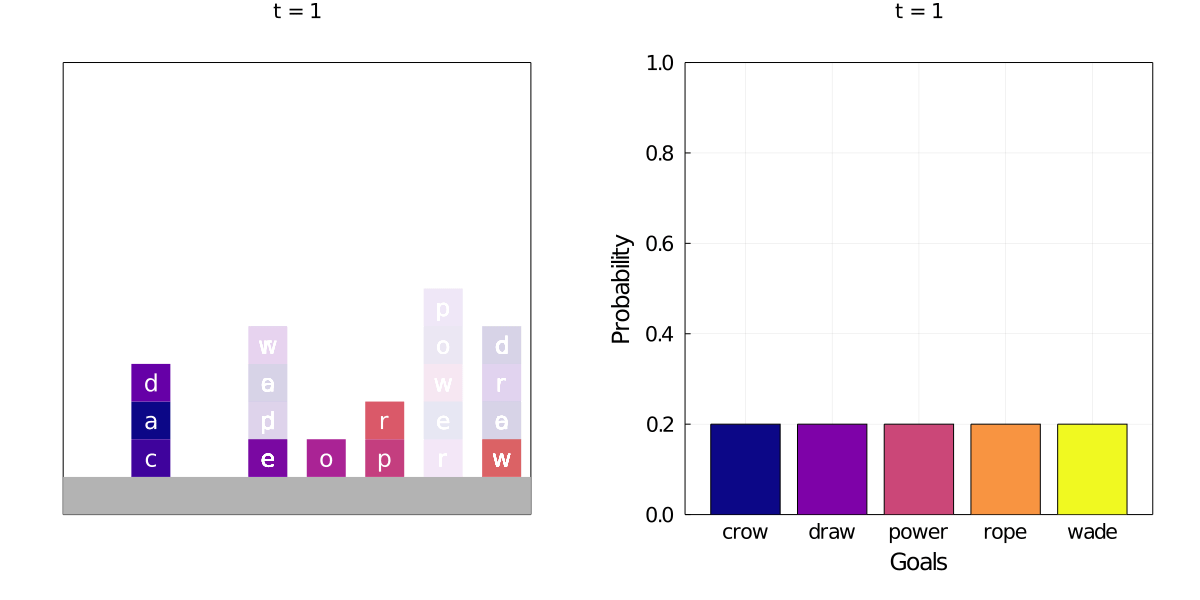 t = 1
d
a
c
e
o
r
p
p
o
w
e
r
d
r
w
t = 1
Probability
1.0
0.8
0.6
0.4
0.2
0.0
crow draw power rope wade
Goals